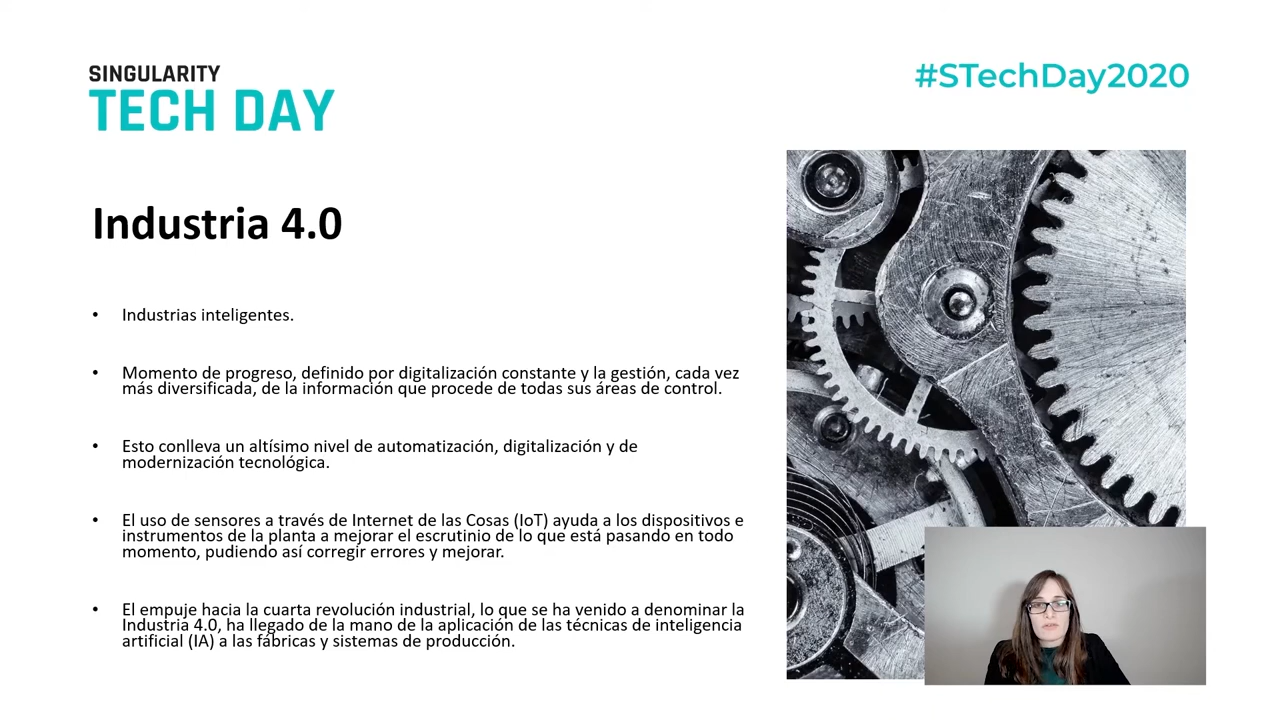 SINGULARITY
TECH DAY
#STechDay2020
Industria 4.0
• Industrias inteligentes.
• Momento de progreso, definido por digitalización constante y la gestión, cada vez
más diversificada, de la información que procede de todas sus áreas de control.
• Esto conlleva un altísimo nivel de automatización, digitalización y de
modernización tecnológica.
• El uso de sensores a través de Internet de las Cosas (IoT) ayuda a los dispositivos e
instrumentos de la planta a mejorar el escrutinio de lo que está pasando en todo
momento, pudiendo así corregir errores y mejorar.
• El empuje hacia la cuarta revolución industrial, lo que se ha venido a denominar la
Industria 4.0, ha llegado de la mano de la aplicación de las técnicas de inteligencia
artificial (IA) a las fábricas y sistemas de producción.